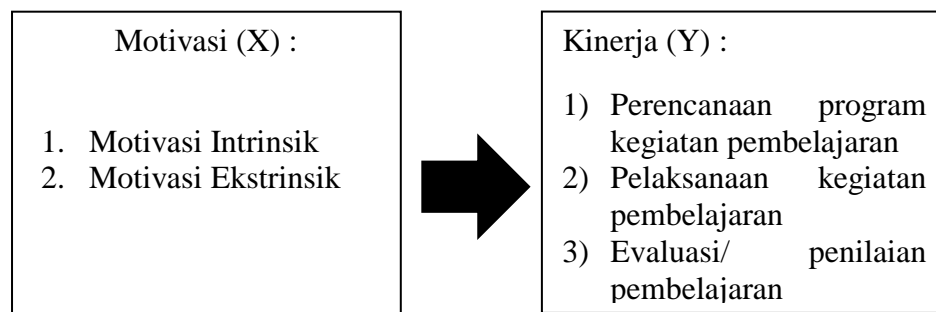 Motivasi (X) :
1. Motivasi Intrinsik
2. Motivasi Ekstrinsik
Kinerja (Y) :
1) Perencanaan program
kegiatan pembelajaran
2) Pelaksanaan kegiatan
pembelajaran
3) Evaluasi/ penilaian
pembelajaran